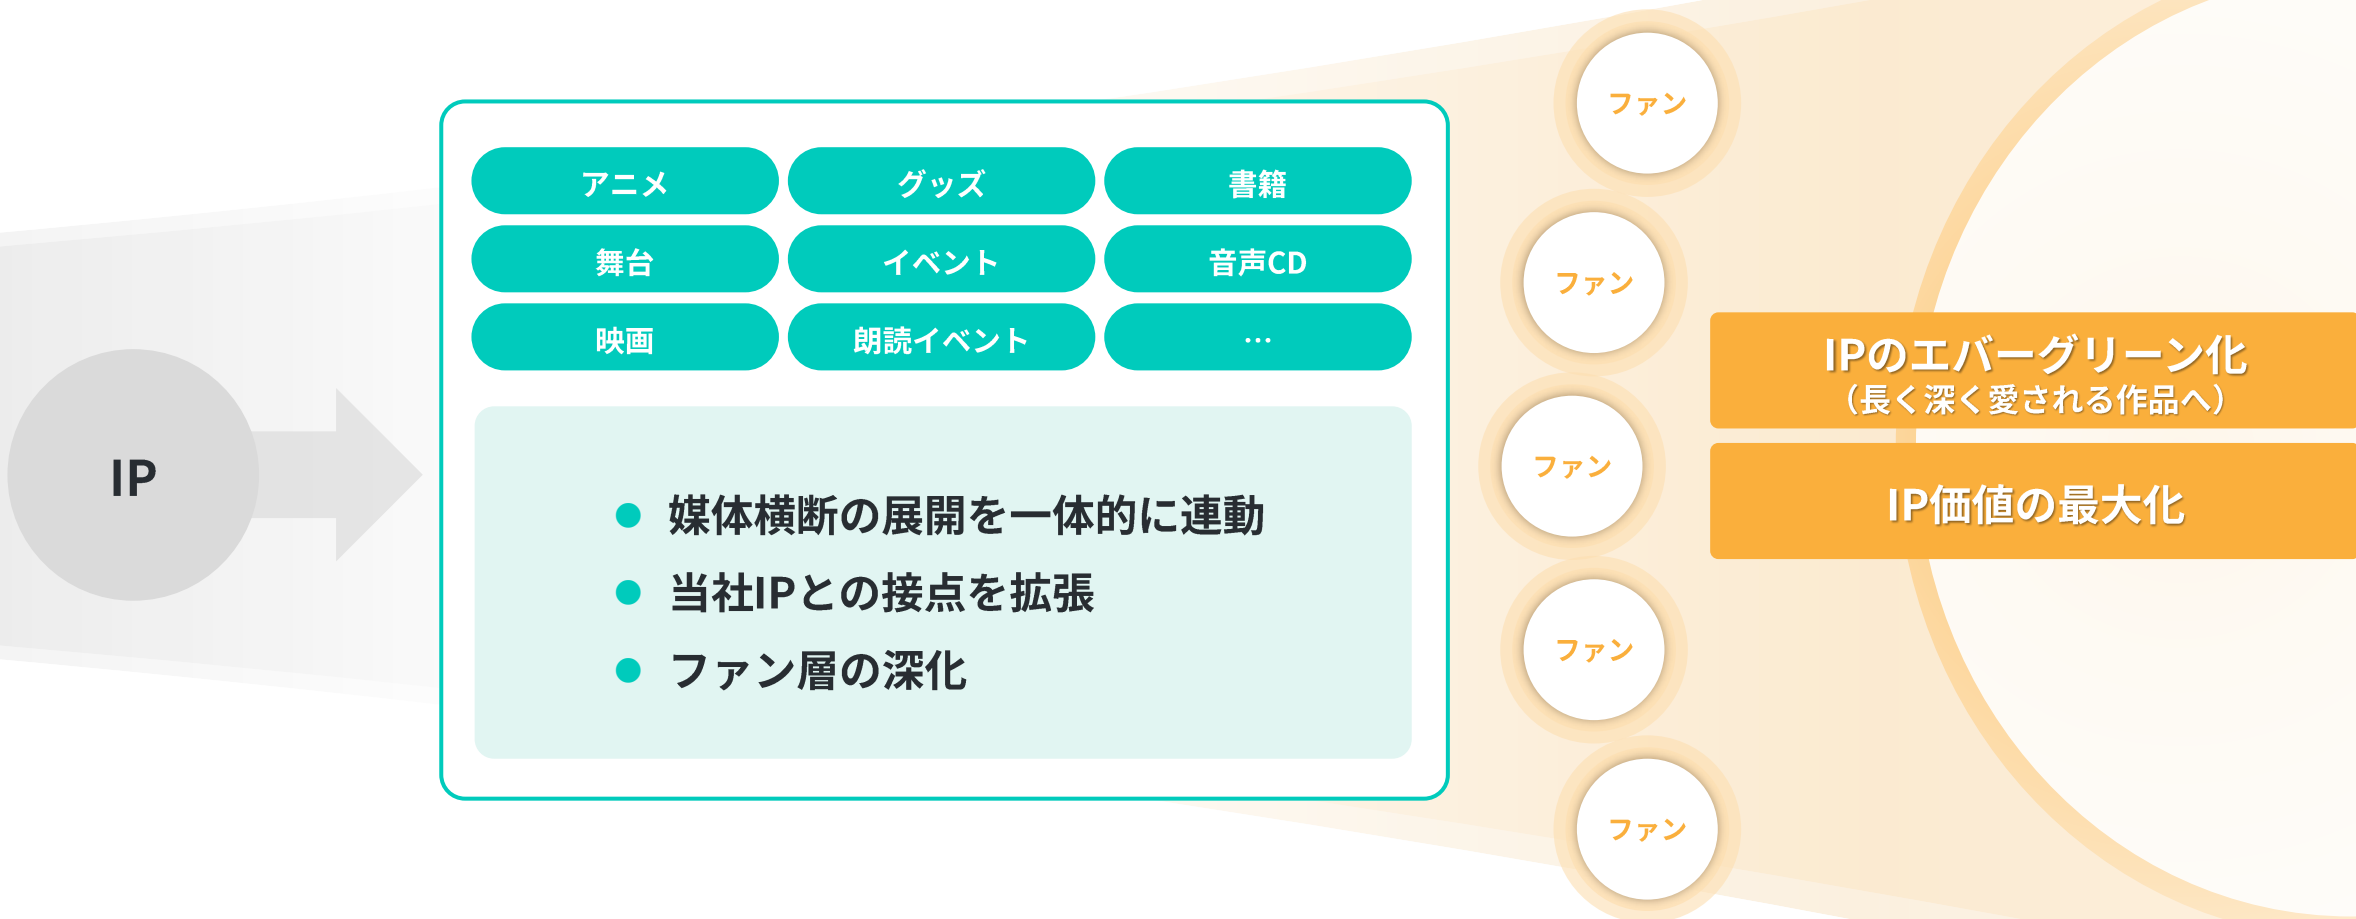 IP
アニメ
グッズ
書籍
舞台
イベント
音声CD
映画
朗読イベント
…
媒体横断の展開を一体的に連動
当社IPとの接点を拡張
ファン層の深化
ファン
ファン
ファン
ファン
ファン
IPのエバーグリーン化
（長く深く愛される作品へ）
IP価値の最大化